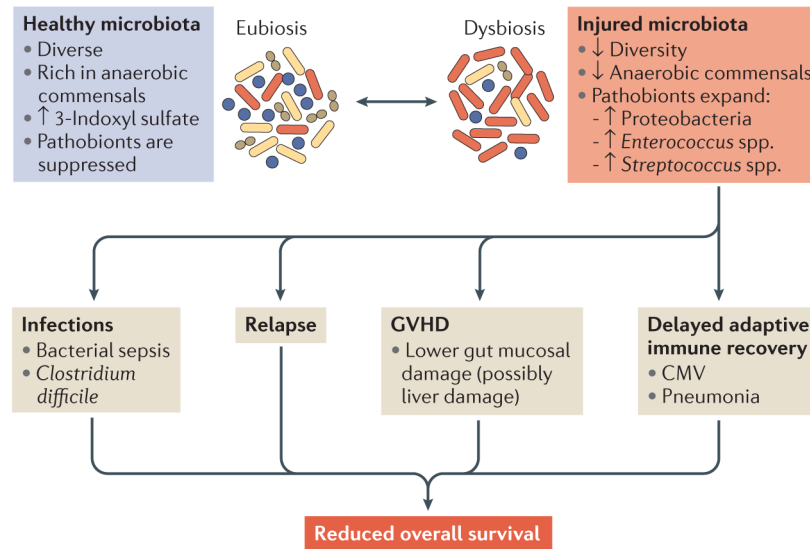 Healthy microbiota
• Diverse
• Rich in anaerobic
commensals
• ↑ 3-Indoxyl sulfate
• Pathobionts are
suppressed
Eubiosis
Dysbiosis
Injured microbiota
• ↓ Diversity
• ↓ Anaerobic commensals
• Pathobionts expand:
- ↑ Proteobacteria
- ↑ Enterococcus spp.
- ↑ Streptococcus spp.
Infections
• Bacterial sepsis
• Clostridium
difficile
Relapse
GVHD
• Lower gut mucosal
damage (possibly
liver damage)
Delayed adaptive
immune recovery
• CMV
• Pneumonia
Reduced overall survival